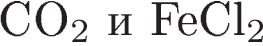 CO₂ и FeCl₂